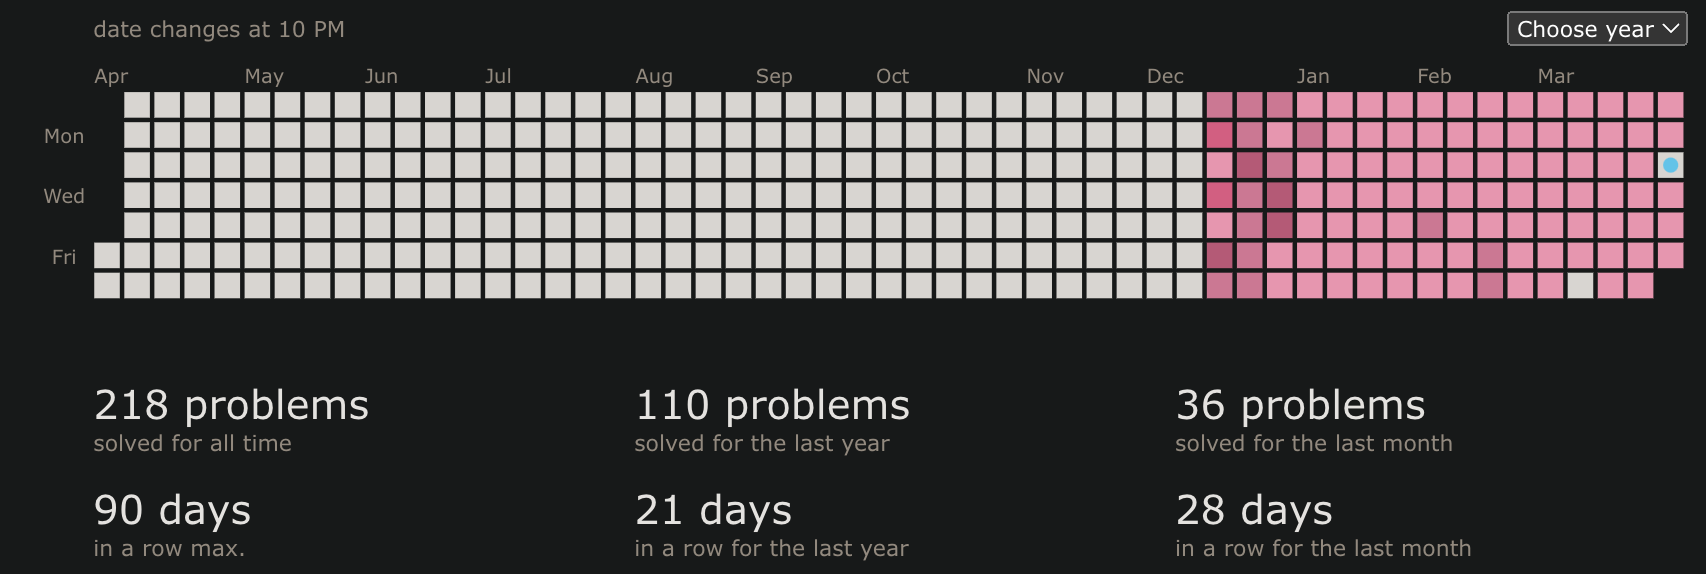 date changes at 10 PM
Choose year
Apr May Jun Jul Aug Sep Oct Nov Dec Jan Feb Mar
Mon
Wed
Fri
218 problems
solved for all time
110 problems
solved for the last year
36 problems
solved for the last month
90 days
in a row max.
21 days
in a row for the last year
28 days
in a row for the last month